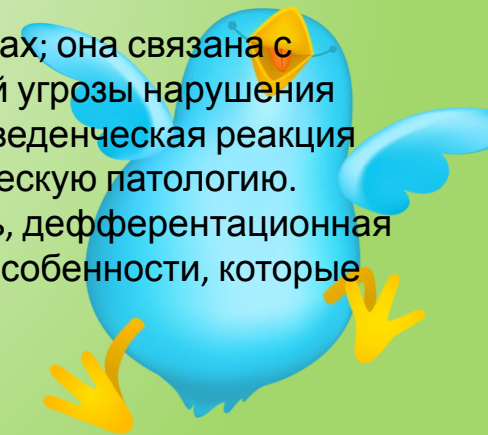 ах; она связана с
й угрозы нарушения
веденческая реакция
ескую патологию.
ь, дефферентационная
собенности, которые